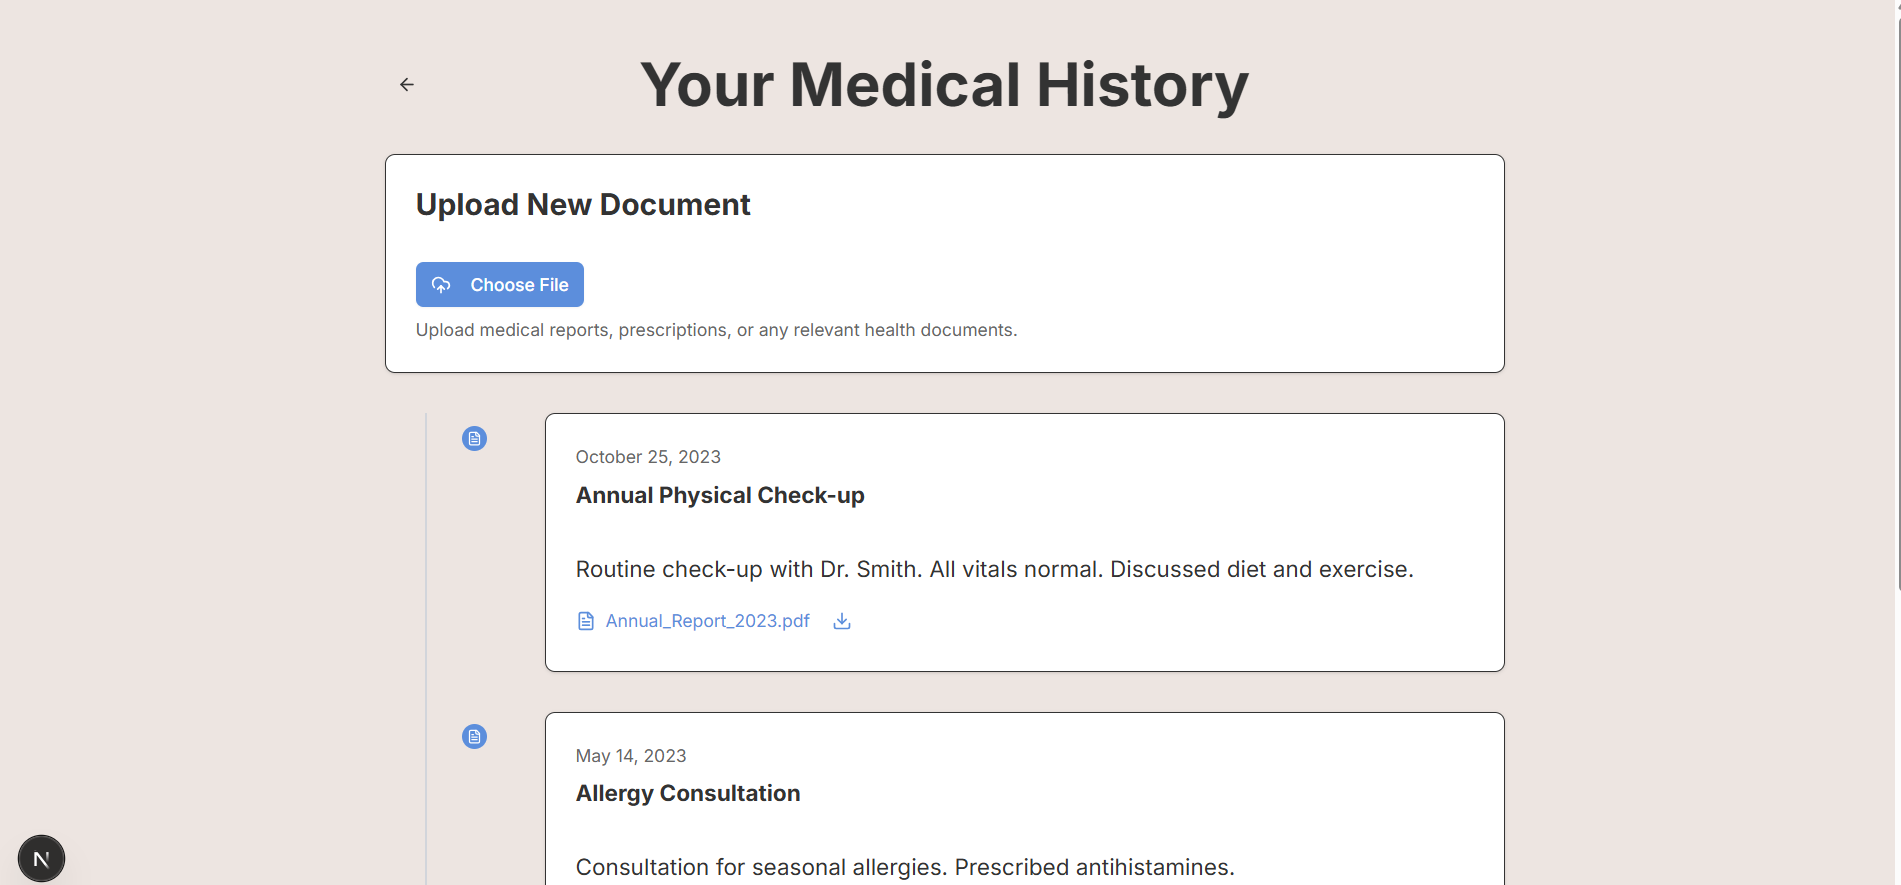 Your Medical History
Upload New Document
Choose File
Upload medical reports, prescriptions, or any relevant health documents.
October 25, 2023
Annual Physical Check-up
Routine check-up with Dr. Smith. All vitals normal. Discussed diet and exercise.
Annual_Report_2023.pdf
May 14, 2023
Allergy Consultation
Consultation for seasonal allergies. Prescribed antihistamines.
N